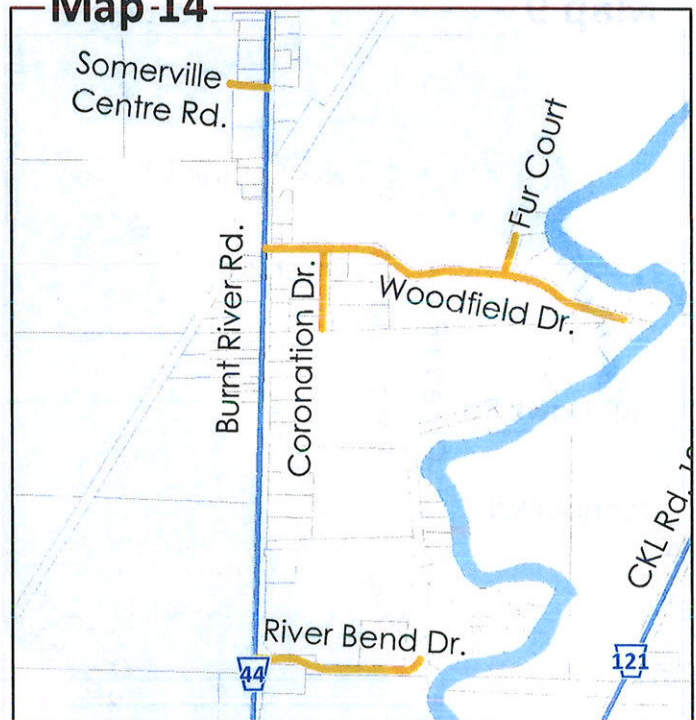 Map 14
Somerville
Centre Rd.
Fur Court
Burnt River Rd.
Coronation Dr.
Woodfield Dr.
CKL Rd.
River Bend Dr.
44
121